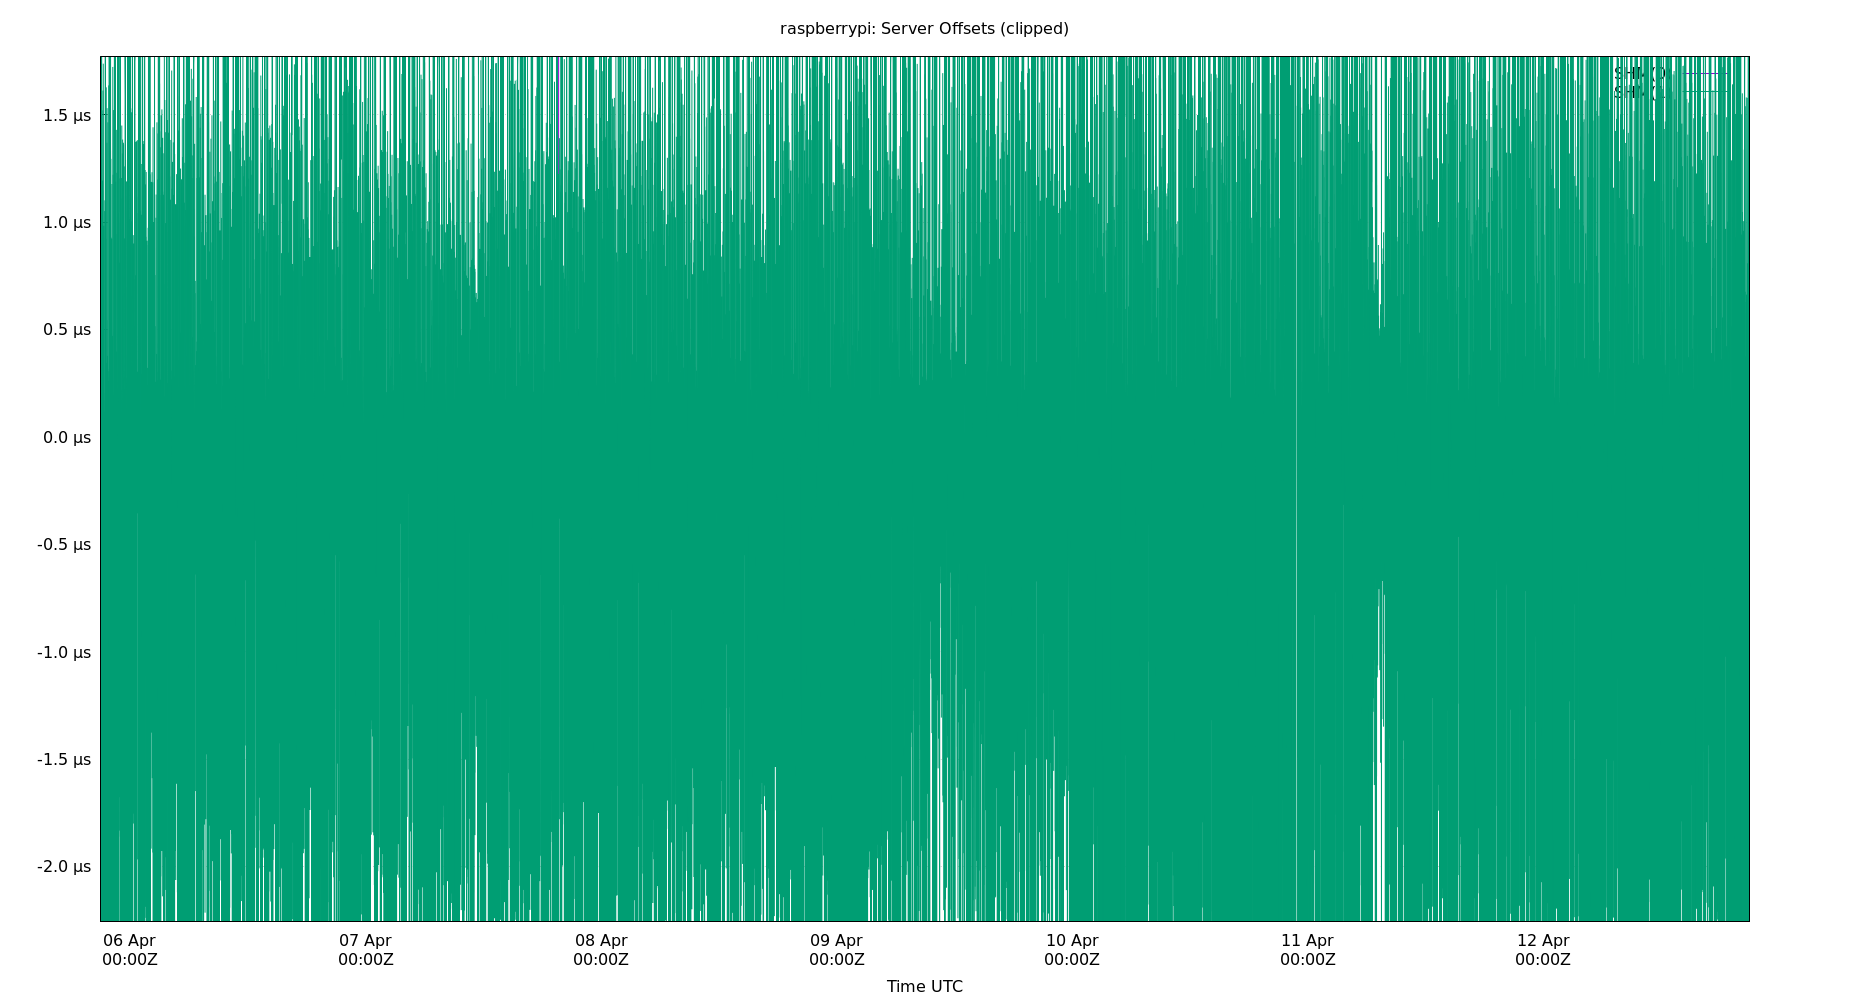 raspberrypi: Server Offsets (clipped)
1.5 µs
1.0 µs
0.5 µs
0.0 µs
-0.5 µs
-1.0 µs
-1.5 µs
-2.0 µs
06 Apr 07 Apr 08 Apr 09 Apr 10 Apr 11 Apr 12 Apr
00:00Z 00:00Z 00:00Z 00:00Z 00:00Z 00:00Z 00:00Z
Time UTC